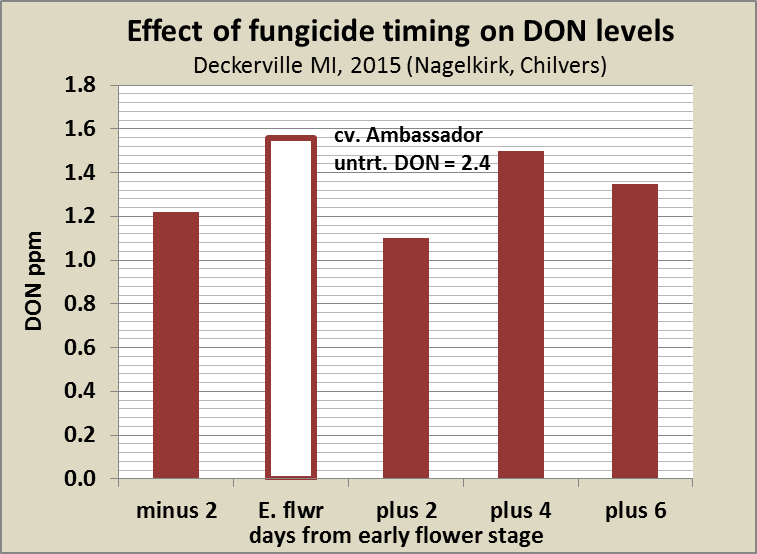 Effect of fungicide timing on DON levels
Deckerville MI, 2015 (Nagelkirk, Chilvers)
cv. Ambassador
untrt. DON = 2.4
DON ppm
1.8
1.6
1.4
1.2
1.0
0.8
0.6
0.4
0.2
0.0
minus 2 E. flwr plus 2 plus 4 plus 6
days from early flower stage